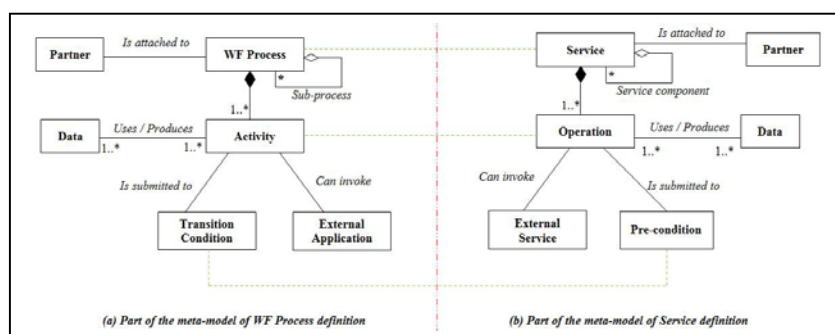 Is attached to
Partner
WF Process
*
Sub-process
1..*
Data
Uses / Produces
1..*
1..*
Activity
Is submitted to
Can invoke
Transition
Condition
External
Application
(a) Part of the meta-model of WF Process definition
Service
Is attached to
Partner
*
Service component
1..*
Operation
Uses / Produces
1..*
1..*
Data
Can invoke
Is submitted to
External
Service
Pre-condition
(b) Part of the meta-model of Service definition